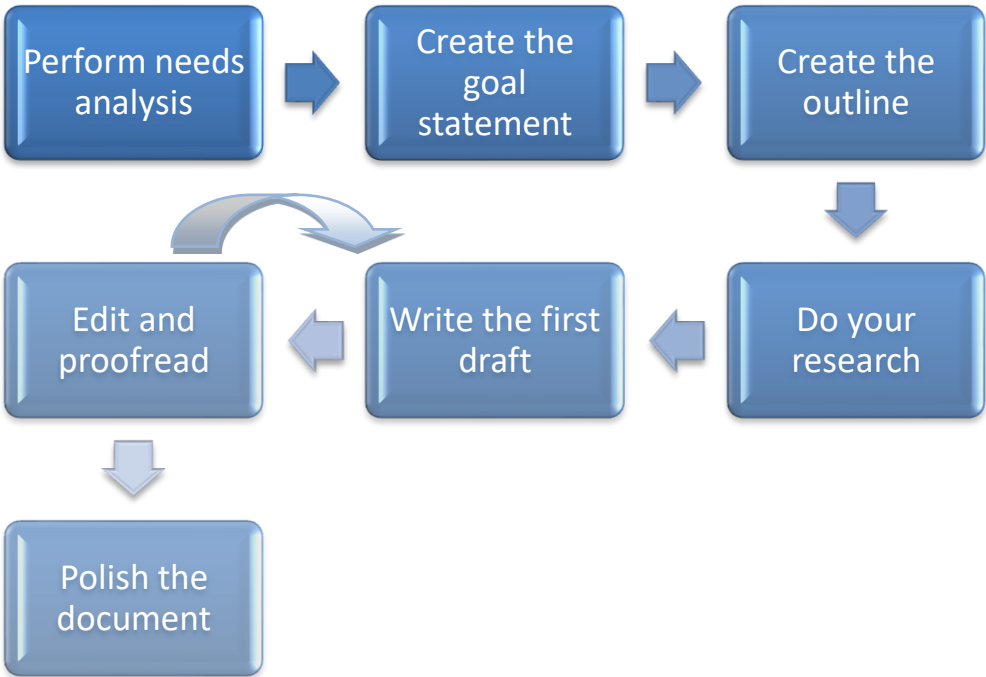 Perform needs
analysis
Create the
goal
statement
Create the
outline
Do your
research
Write the first
draft
Edit and
proofread
Polish the
document